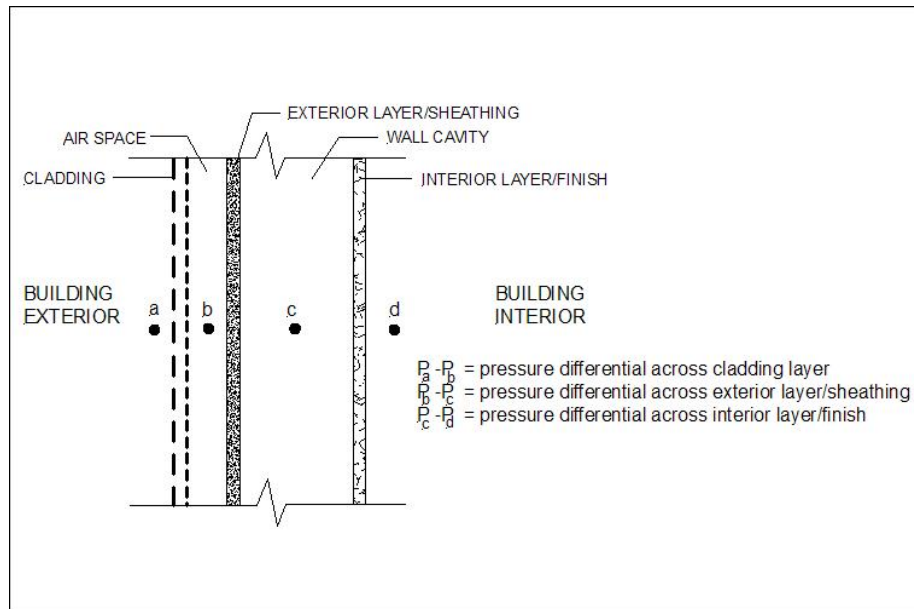 EXTERIOR LAYER/SHEATHING
AIR SPACE
WALL CAVITY
CLADDING
INTERIOR LAYER/FINISH
BUILDING
EXTERIOR
a
b
c
d
BUILDING
INTERIOR
Pa-Pb = pressure differential across cladding layer
Pb-Pc = pressure differential across exterior layer/sheathing
Pc-Pd = pressure differential across interior layer/finish